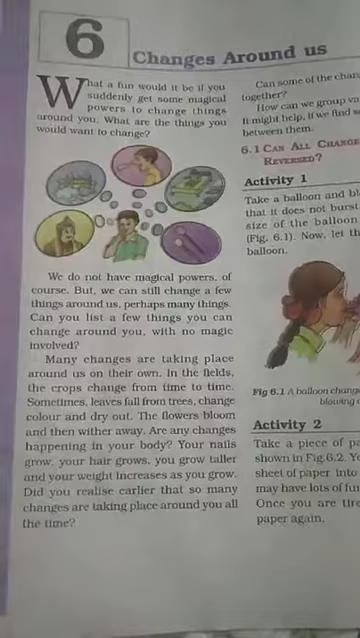 6
Changes Around us
What a fun would it be if you
suddenly get some magical
powers to change things
around you. What are the things you
would want to change?
We do not have magical powers, of
course. But, we can still change a few
things around us, perhaps many things.
Can you list a few things you can
change around you, with no magic
involved?
Many changes are taking place
around us on their own. In the fields,
the crops change from time to time.
Sometimes, leaves fall from trees, change
colour and dry out. The flowers bloom
and then wither away. Are any changes
happening in your body? Your nails
grow, your hair grows, you grow taller
and your weight increases as you grow.
Did you realise earlier that so many
changes are taking place around you all
the time?
Can some of the chan
together?
How can we group va
It might help, if we find s
between them.
6.1 CAN ALL CHANGE
REVERSED?
Activity 1
Take a balloon and bl
that it does not burst
size of the balloon
(Fig. 6.1). Now, let th
balloon.
Fig 6.1 A balloon chang
blowing
Activity 2
Take a piece of pa
shown in Fig.6.2. Yo
sheet of paper into
may have lots of fun
Once you are tire
paper again.